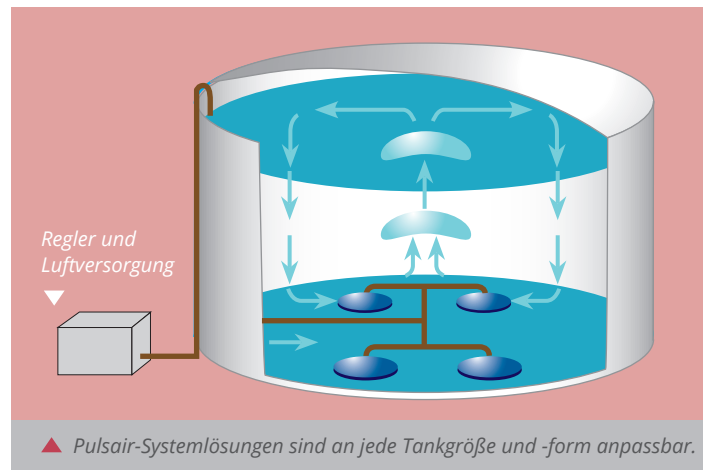 Regler und
Luftversorgung
Pulsair-Systemlösungen sind an jede Tankgröße und -form anpassbar.